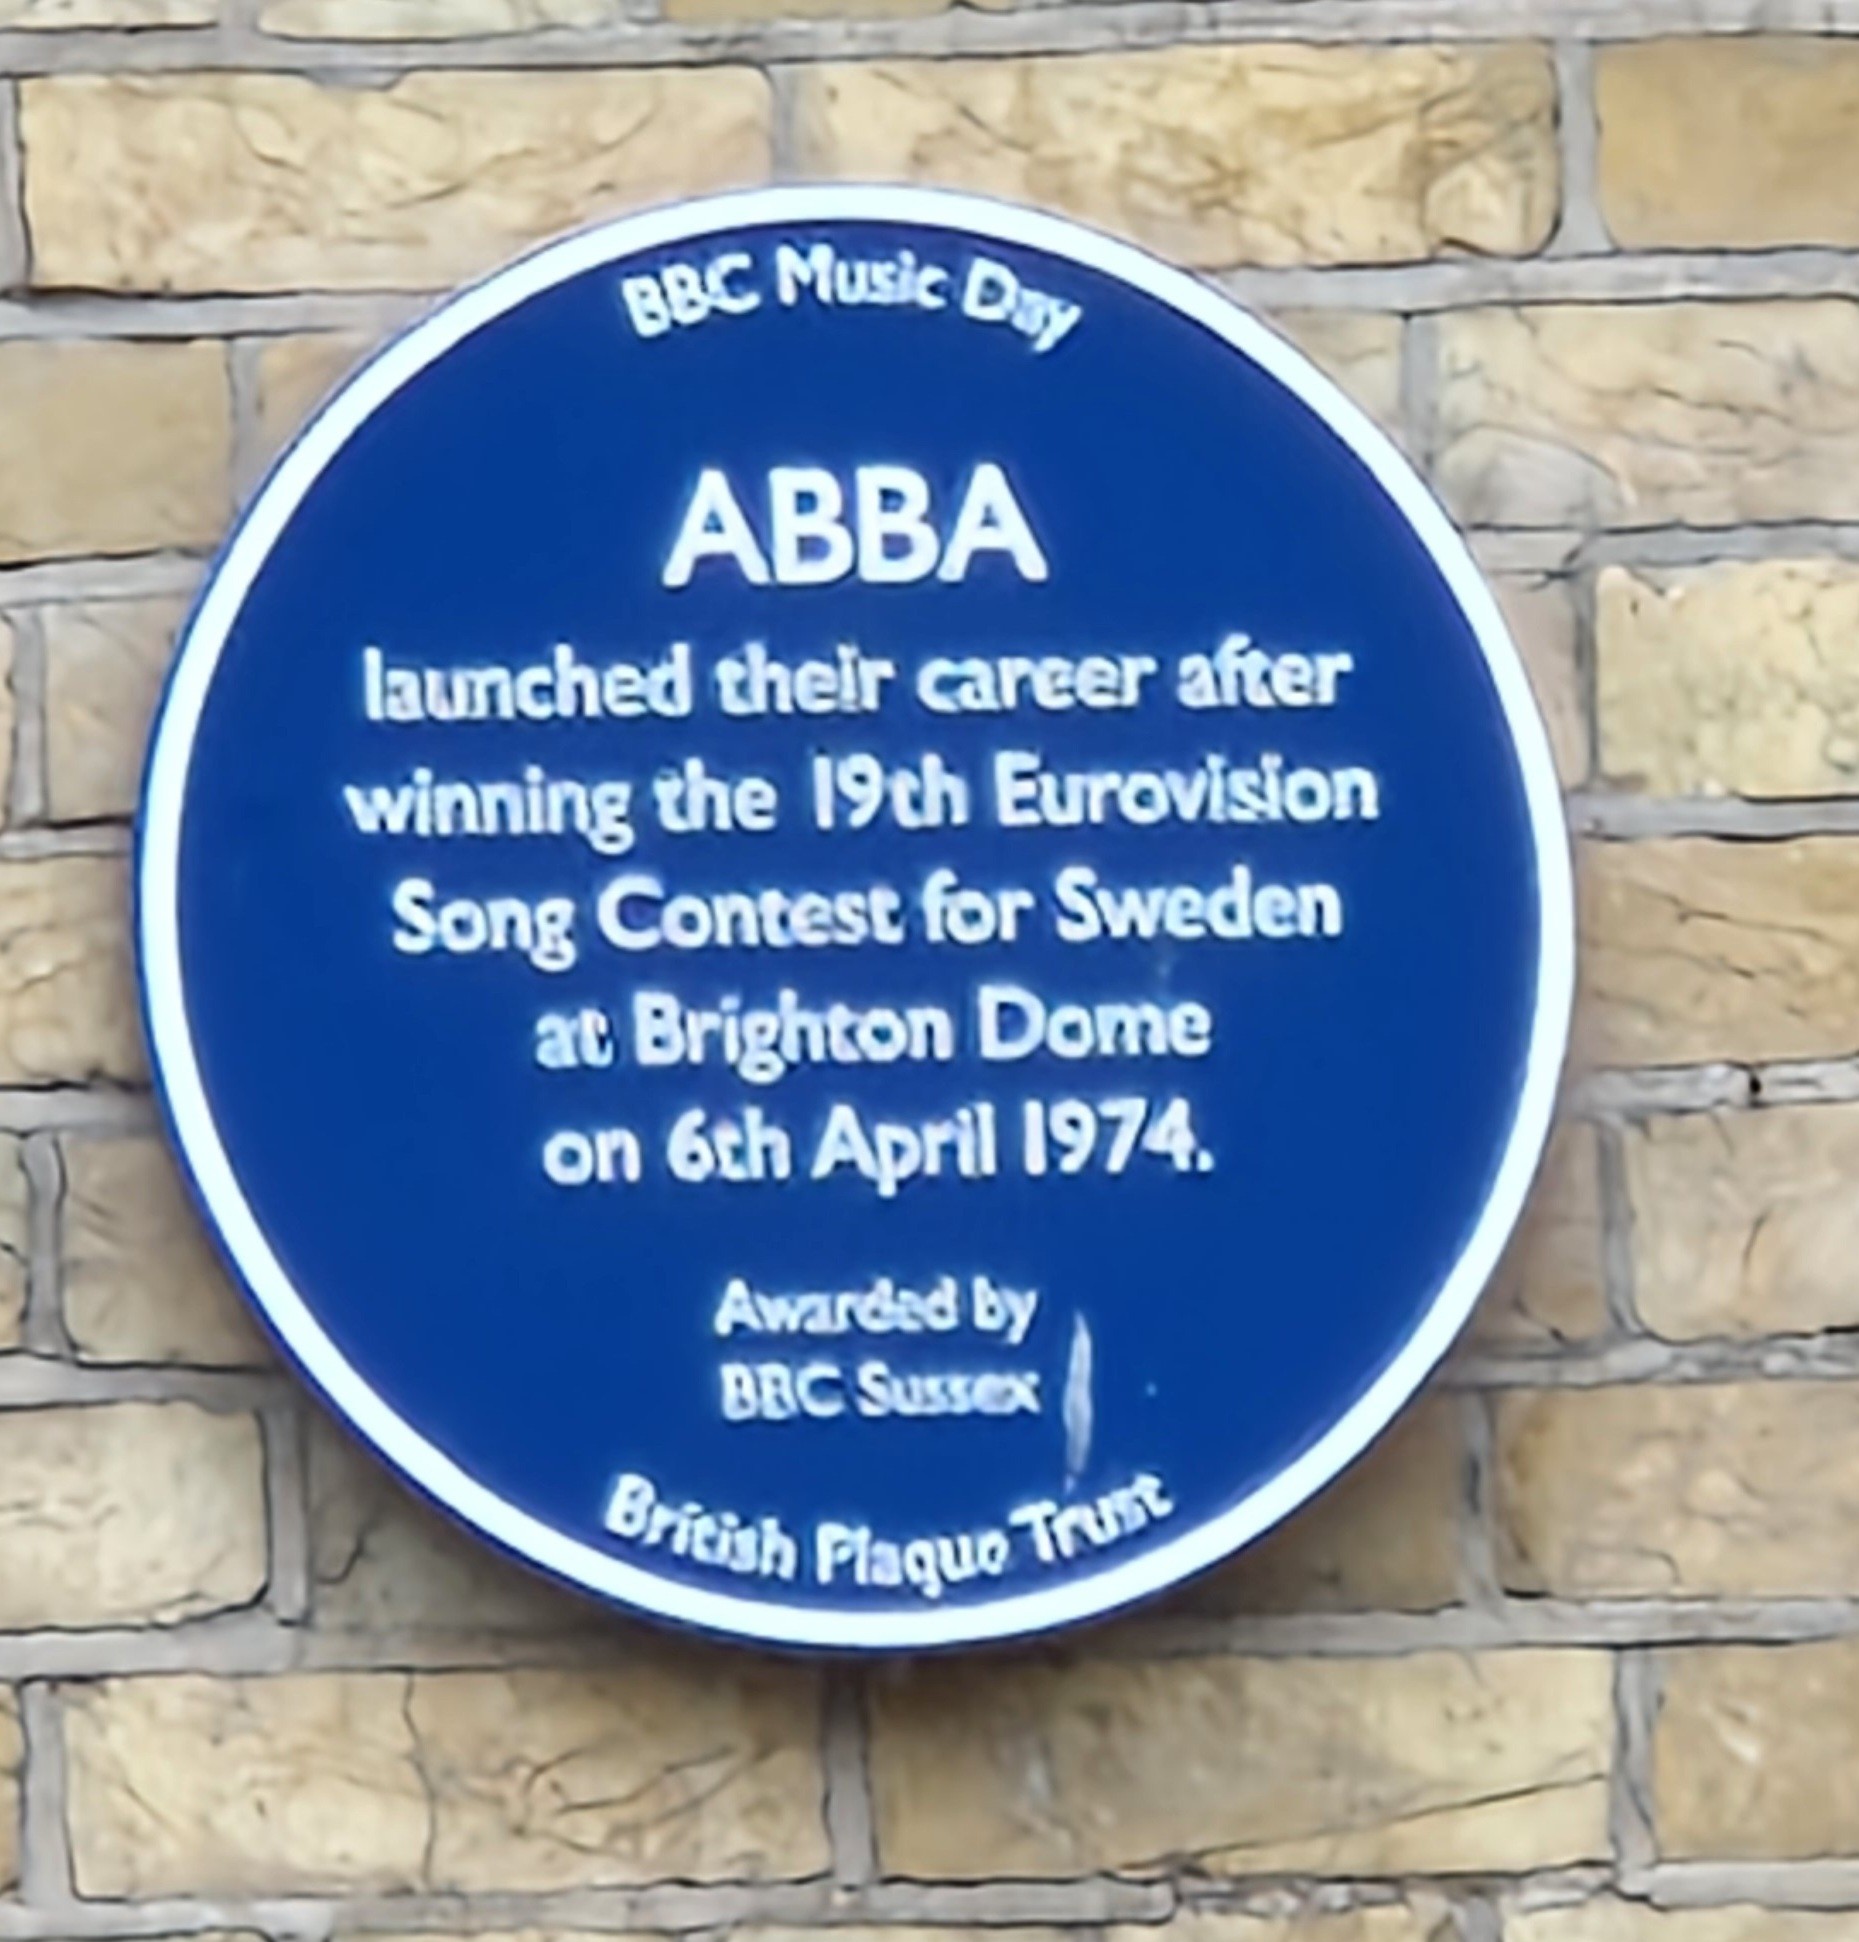 BBC Music Day
ABBA
launched their career after
winning the 19th Eurovision
Song Contest for Sweden
at Brighton Dome
on 6th April 1974.
Awarded by
BBC Sussex
British Plaque Trust